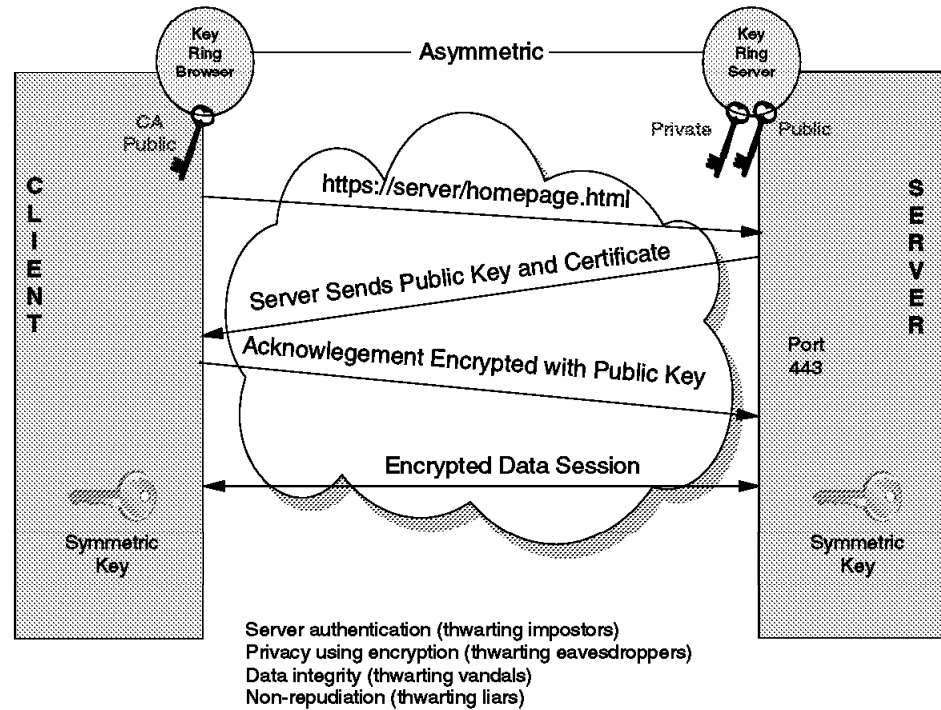 Key
Ring
Browser
Asymmetric
Key
Ring
Server
CA
Public
Private
Public
CLIENT
SERVER
https://server/homepage.html
Server Sends Public Key and Certificate
Acknowlegement Encrypted with Public Key
Port
443
Encrypted Data Session
Symmetric
Key
Symmetric
Key
Server authentication (thwarting impostors)
Privacy using encryption (thwarting eavesdroppers)
Data integrity (thwarting vandals)
Non-repudiation (thwarting liars)